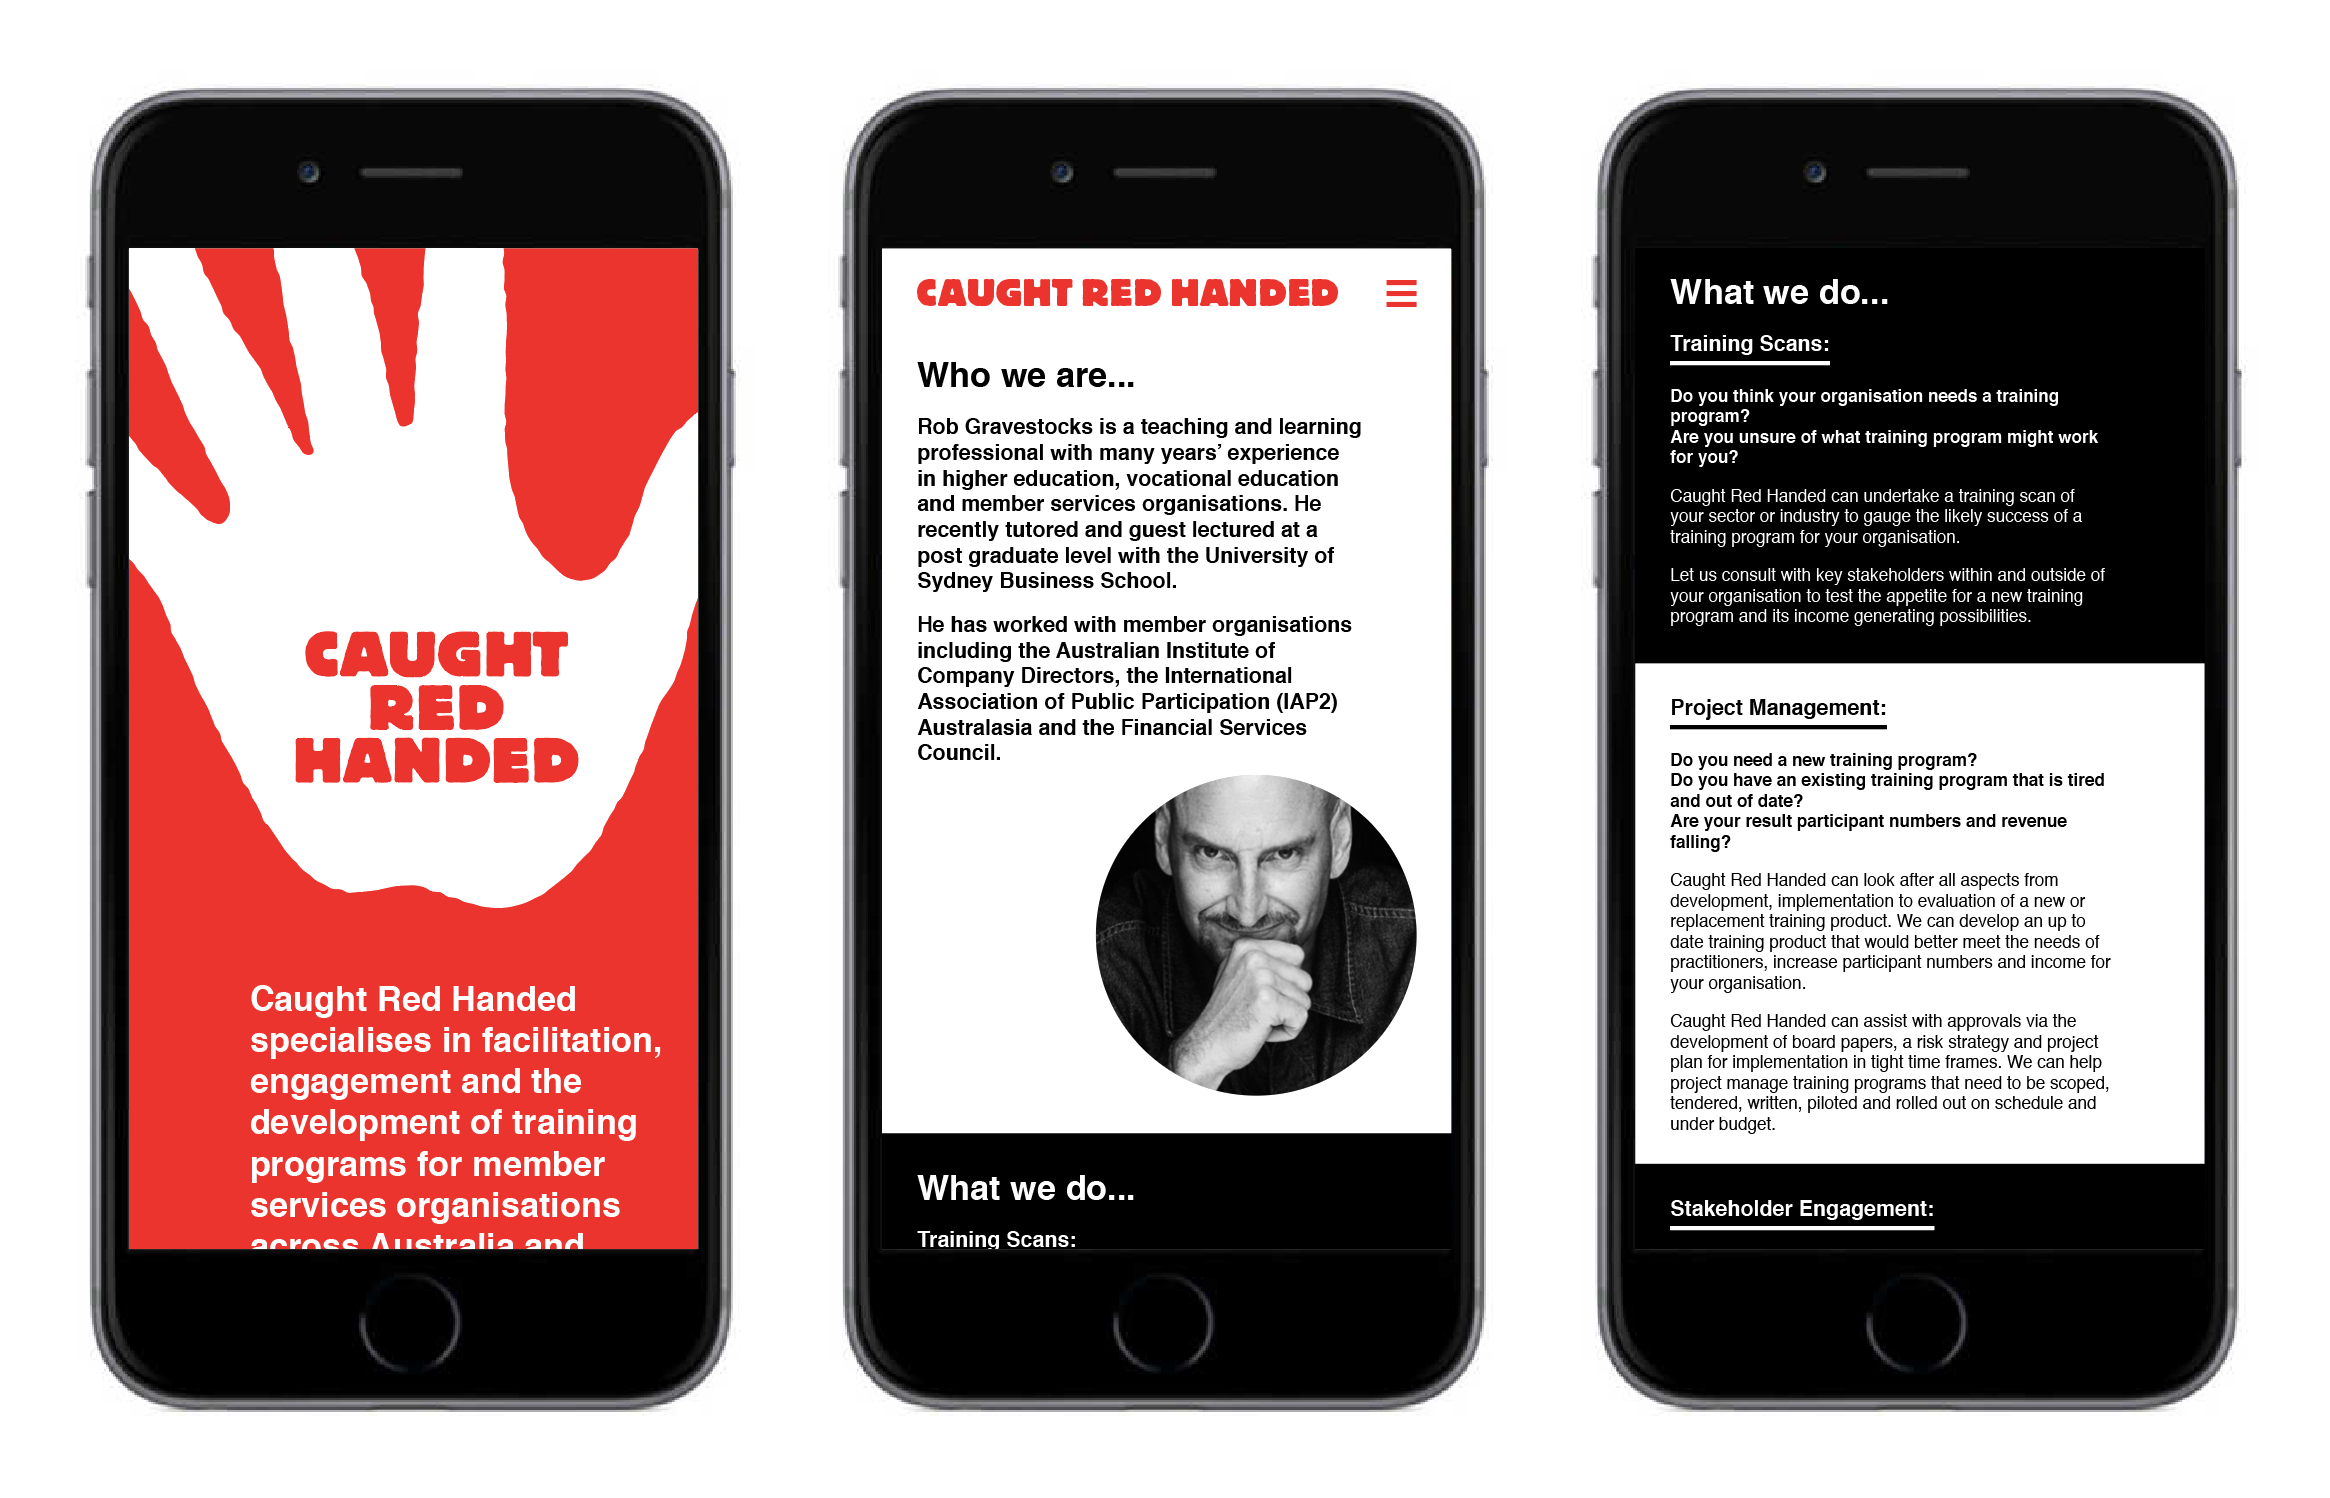 CAUGHT
RED
HANDED
Caught Red Handed
specialises in facilitation,
engagement and the
development of training
programs for member
services organisations
across Australia and
CAUGHT RED HANDED
Who we are...
Rob Gravestocks is a teaching and learning
professional with many years’ experience
in higher education, vocational education
and member services organisations. He
recently tutored and guest lectured at a
post graduate level with the University of
Sydney Business School.
He has worked with member organisations
including the Australian Institute of
Company Directors, the International
Association of Public Participation (IAP2)
Australasia and the Financial Services
Council.
What we do...
Training Scans:
What we do...
Training Scans:
Do you think your organisation needs a training
program?
Are you unsure of what training program might work
for you?
Caught Red Handed can undertake a training scan of
your sector or industry to gauge the likely success of a
training program for your organisation.
Let us consult with key stakeholders within and outside of
your organisation to test the appetite for a new training
program and its income generating possibilities.
Project Management:
Do you need a new training program?
Do you have an existing training program that is tired
and out of date?
Are your result participant numbers and revenue
falling?
Caught Red Handed can look after all aspects from
development, implementation to evaluation of a new or
replacement training product. We can develop an up to
date training product that would better meet the needs of
practitioners, increase participant numbers and income for
your organisation.
Caught Red Handed can assist with approvals via the
development of board papers, a risk strategy and project
plan for implementation in tight time frames. We can help
project manage training programs that need to be scoped,
tendered, written, piloted and rolled out on schedule and
under budget.
Stakeholder Engagement: